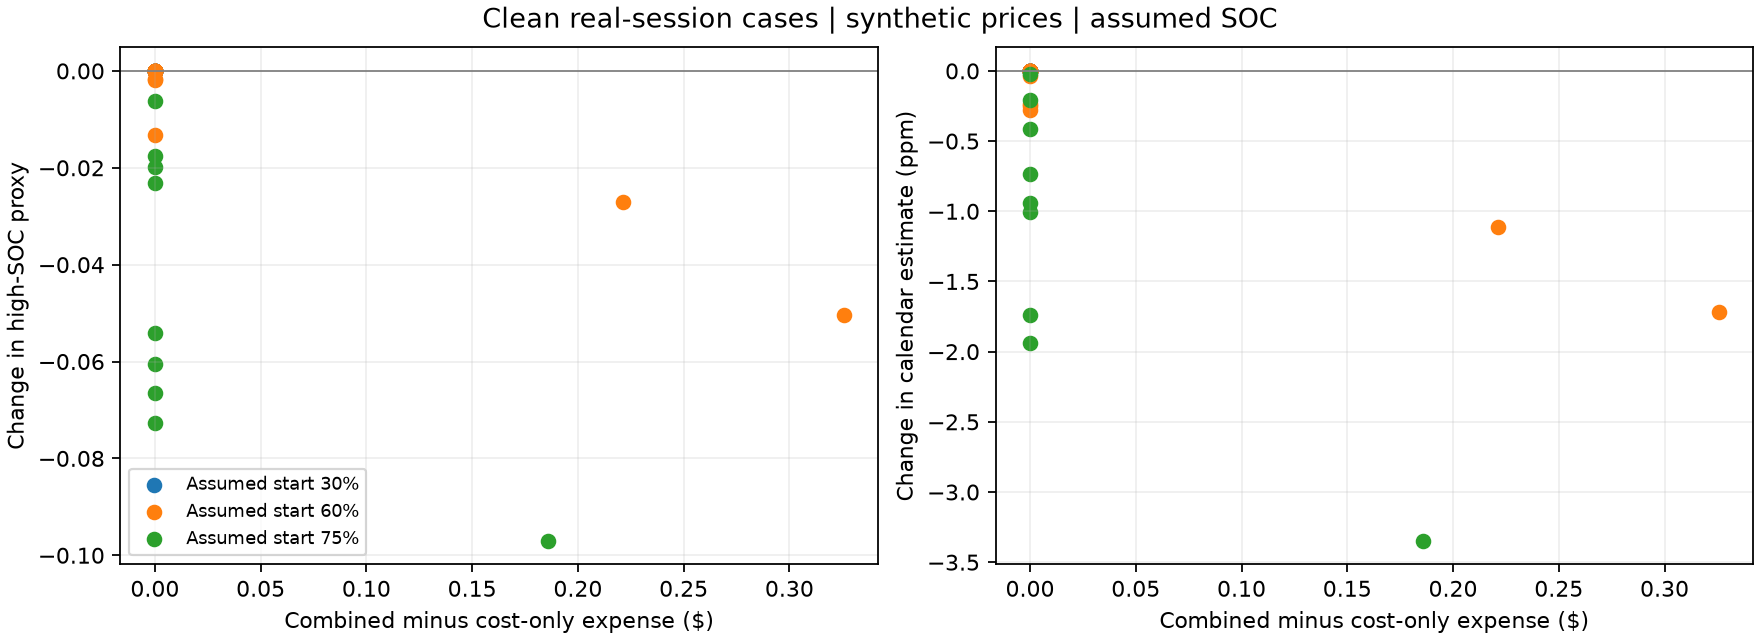 Clean real-session cases | synthetic prices | assumed SOC
Change in high-SOC proxy
0.00
−0.02
−0.04
−0.06
−0.08
−0.10
Assumed start 30%
Assumed start 60%
Assumed start 75%
0.00 0.05 0.10 0.15 0.20 0.25 0.30
Combined minus cost-only expense ($)
Change in calendar estimate (ppm)
0.0
−0.5
−1.0
−1.5
−2.0
−2.5
−3.0
−3.5
0.00 0.05 0.10 0.15 0.20 0.25 0.30
Combined minus cost-only expense ($)